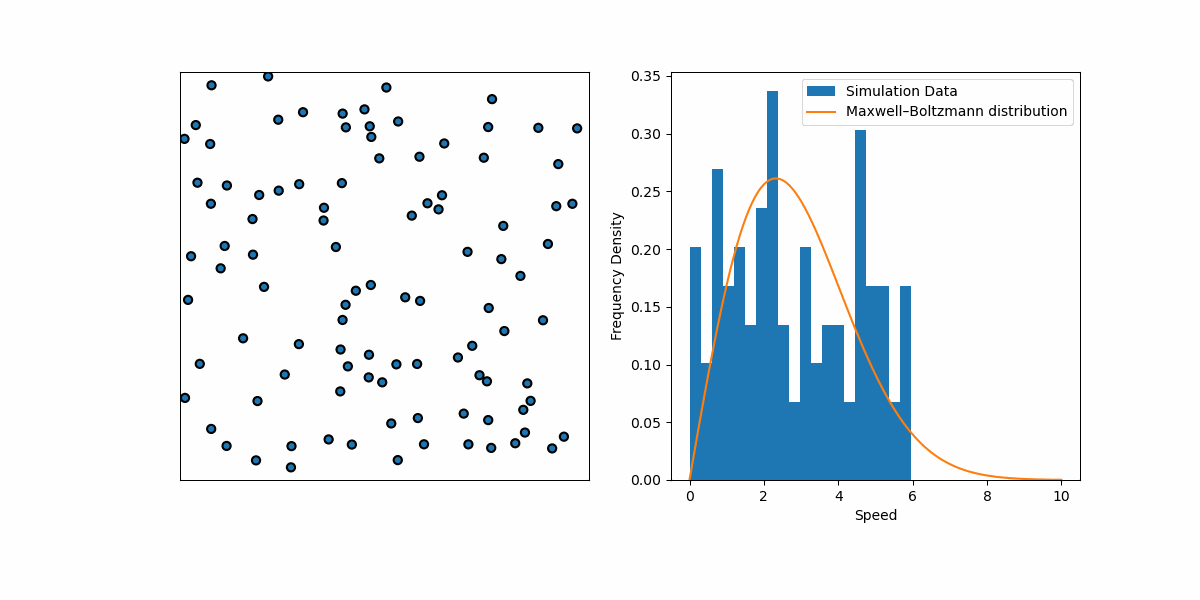 Simulation Data
Maxwell–Boltzmann distribution
0.35
0.30
0.25
0.20
0.15
0.10
0.05
0.00
Frequency Density
0 2 4 6 8 10
Speed